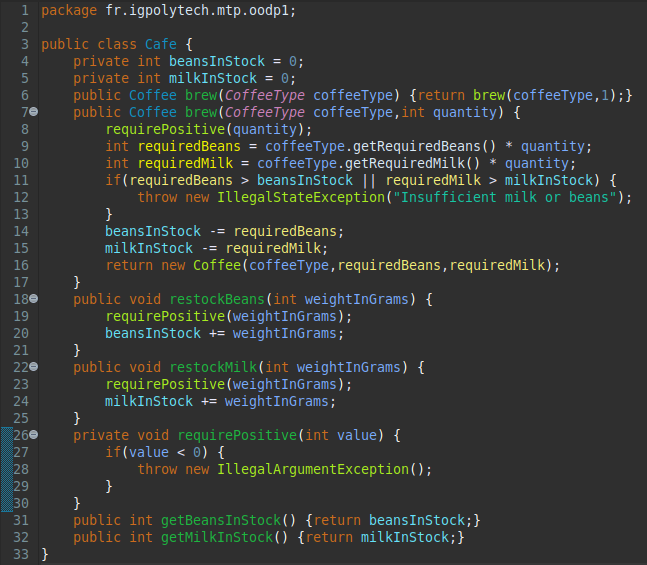 1 package fr.igpolytech.mtp.oodp1;
2
3 public class Cafe {
4     private int beansInStock = 0;
5     private int milkInStock = 0;
6     public Coffee brew(CoffeeType coffeeType) {return brew(coffeeType,1);}
7     public Coffee brew(CoffeeType coffeeType,int quantity) {
8         requirePositive(quantity);
9         int requiredBeans = coffeeType.getRequiredBeans() * quantity;
10         int requiredMilk = coffeeType.getRequiredMilk() * quantity;
11         if(requiredBeans > beansInStock || requiredMilk > milkInStock) {
12             throw new IllegalStateException("Insufficient milk or beans");
13         }
14         beansInStock -= requiredBeans;
15         milkInStock -= requiredMilk;
16         return new Coffee(coffeeType,requiredBeans,requiredMilk);
17     }
18     public void restockBeans(int weightInGrams) {
19         requirePositive(weightInGrams);
20         beansInStock += weightInGrams;
21     }
22     public void restockMilk(int weightInGrams) {
23         requirePositive(weightInGrams);
24         milkInStock += weightInGrams;
25     }
26     private void requirePositive(int value) {
27         if(value < 0) {
28             throw new IllegalArgumentException();
29         }
30     }
31     public int getBeansInStock() {return beansInStock;}
32     public int getMilkInStock() {return milkInStock;}
33 }